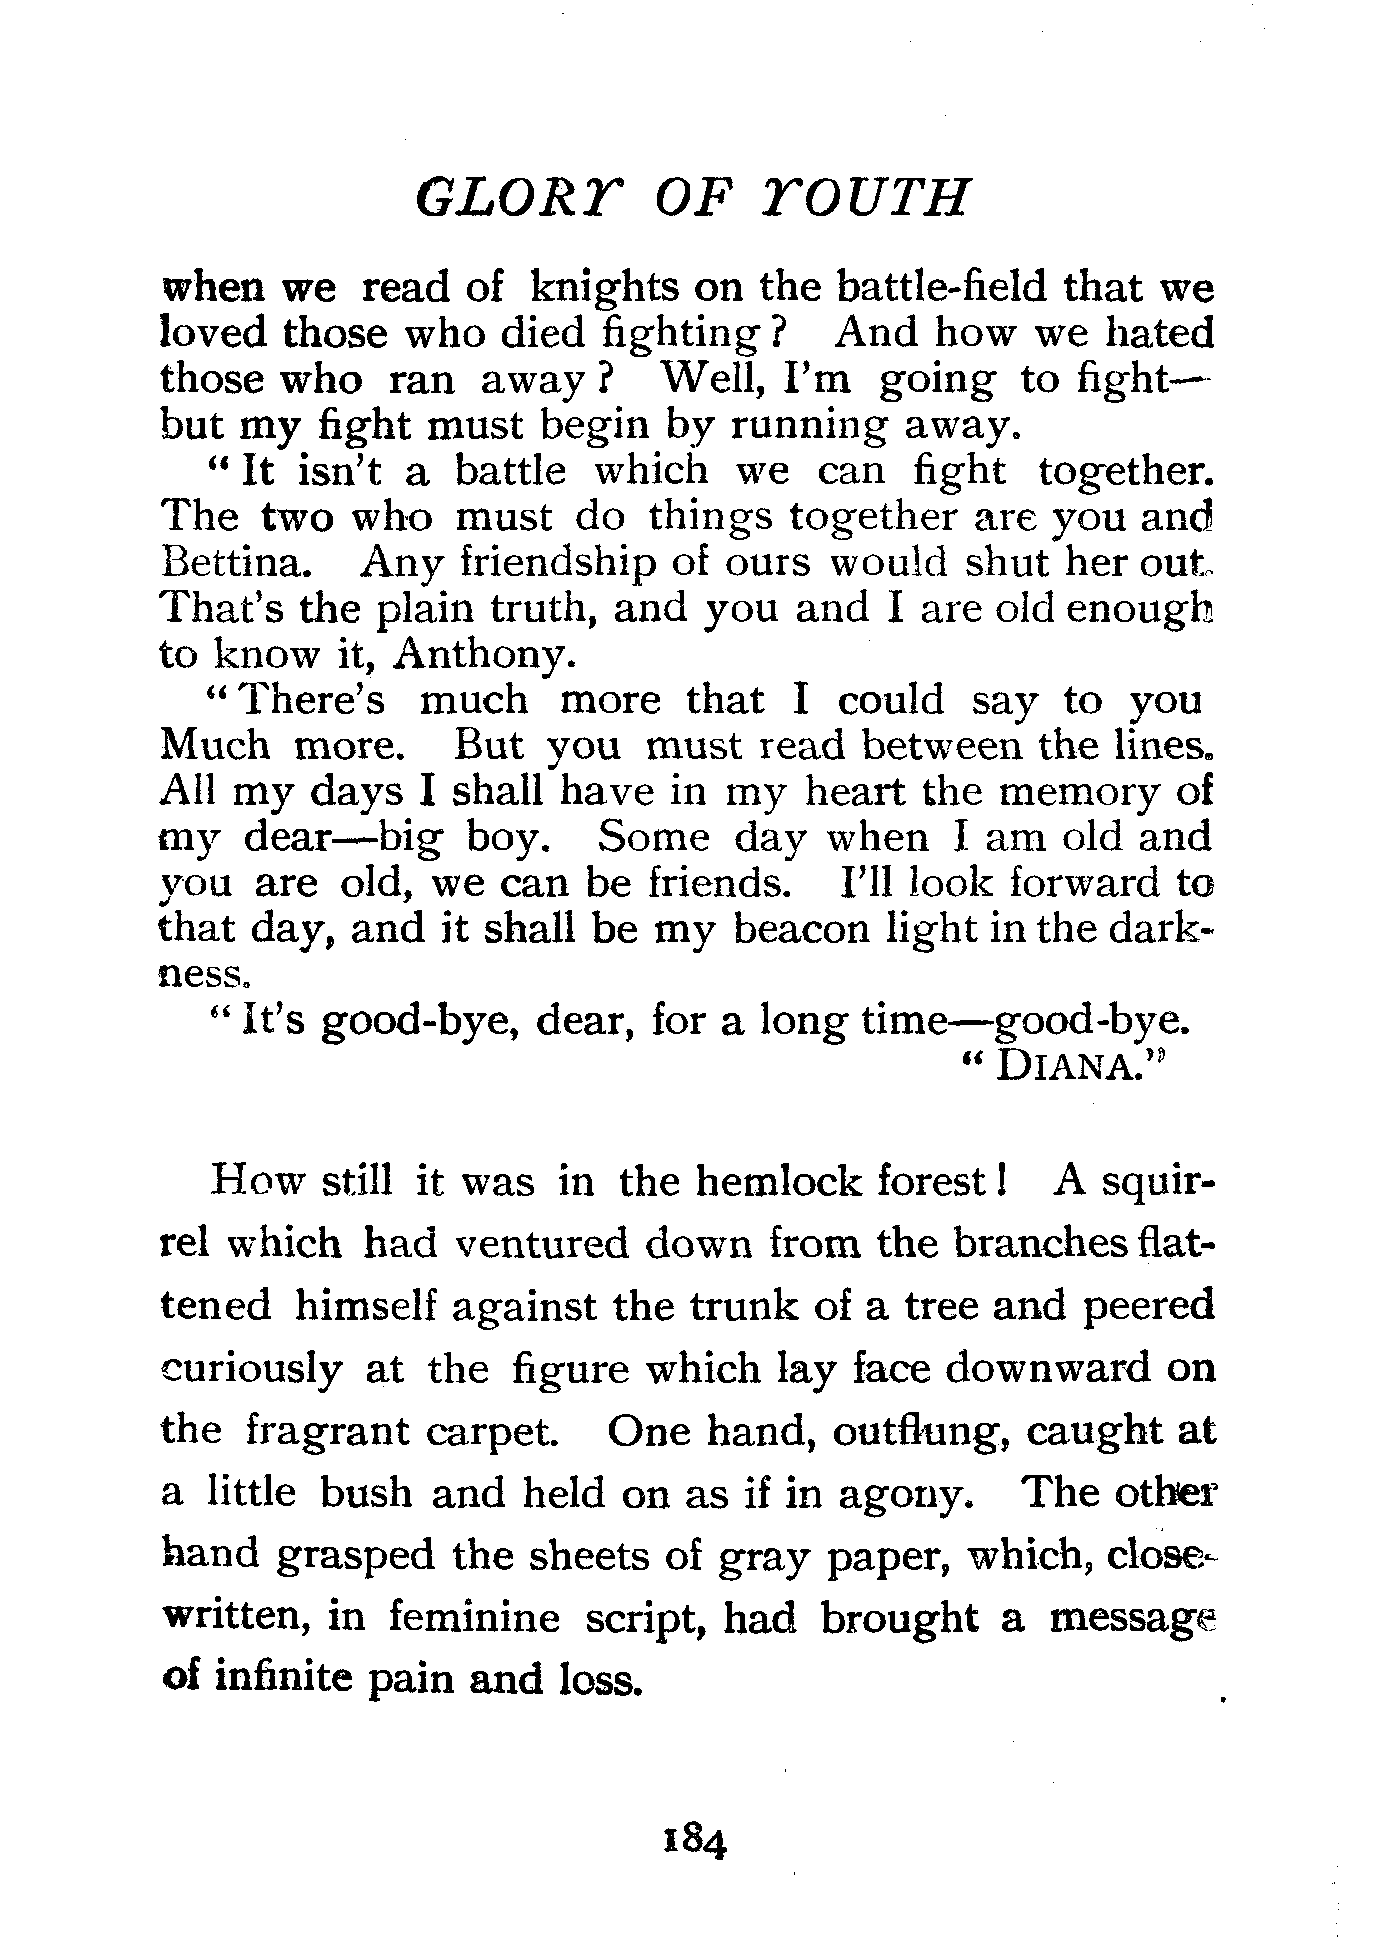 GLORY OF YOUTH
when we read of knights on the battle-field that we
loved those who died fighting? And how we hated
those who ran away? Well, I'm going to fight—
but my fight must begin by running away.
“It isn't a battle which we can fight together.
The two who must do things together are you and
Bettina. Any friendship of ours would shut her out.
That's the plain truth, and you and I are old enough
to know it, Anthony.
“There's much more that I could say to you
Much more. But you must read between the lines.
All my days I shall have in my heart the memory of
my dear—big boy. Some day when I am old and
you are old, we can be friends. I'll look forward to
that day, and it shall be my beacon light in the dark-
ness.
“It's good-bye, dear, for a long time—good-bye.
“DIANA.”
How still it was in the hemlock forest! A squir-
rel which had ventured down from the branches flat-
tened himself against the trunk of a tree and peered
curiously at the figure which lay face downward on
the fragrant carpet. One hand, outflung, caught at
a little bush and held on as if in agony. The other
hand grasped the sheets of gray paper, which, close-
written, in feminine script, had brought a message
of infinite pain and loss.
184